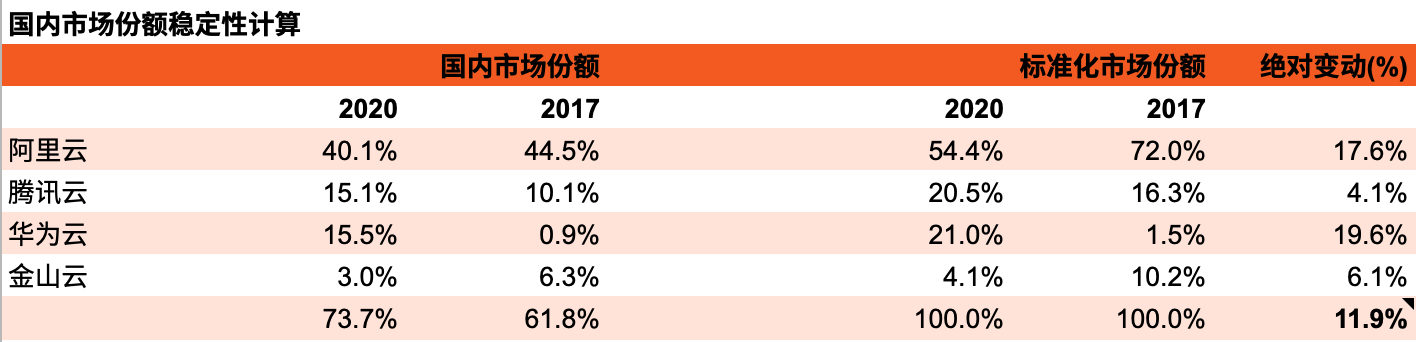 国内市场份额稳定性计算
国内市场份额 标准化市场份额 绝对变动(%)
2020 2017 2020 2017
阿里云 40.1% 44.5% 54.4% 72.0% 17.6%
腾讯云 15.1% 10.1% 20.5% 16.3% 4.1%
华为云 15.5% 0.9% 21.0% 1.5% 19.6%
金山云 3.0% 6.3% 4.1% 10.2% 6.1%
73.7% 61.8% 100.0% 100.0% 11.9%